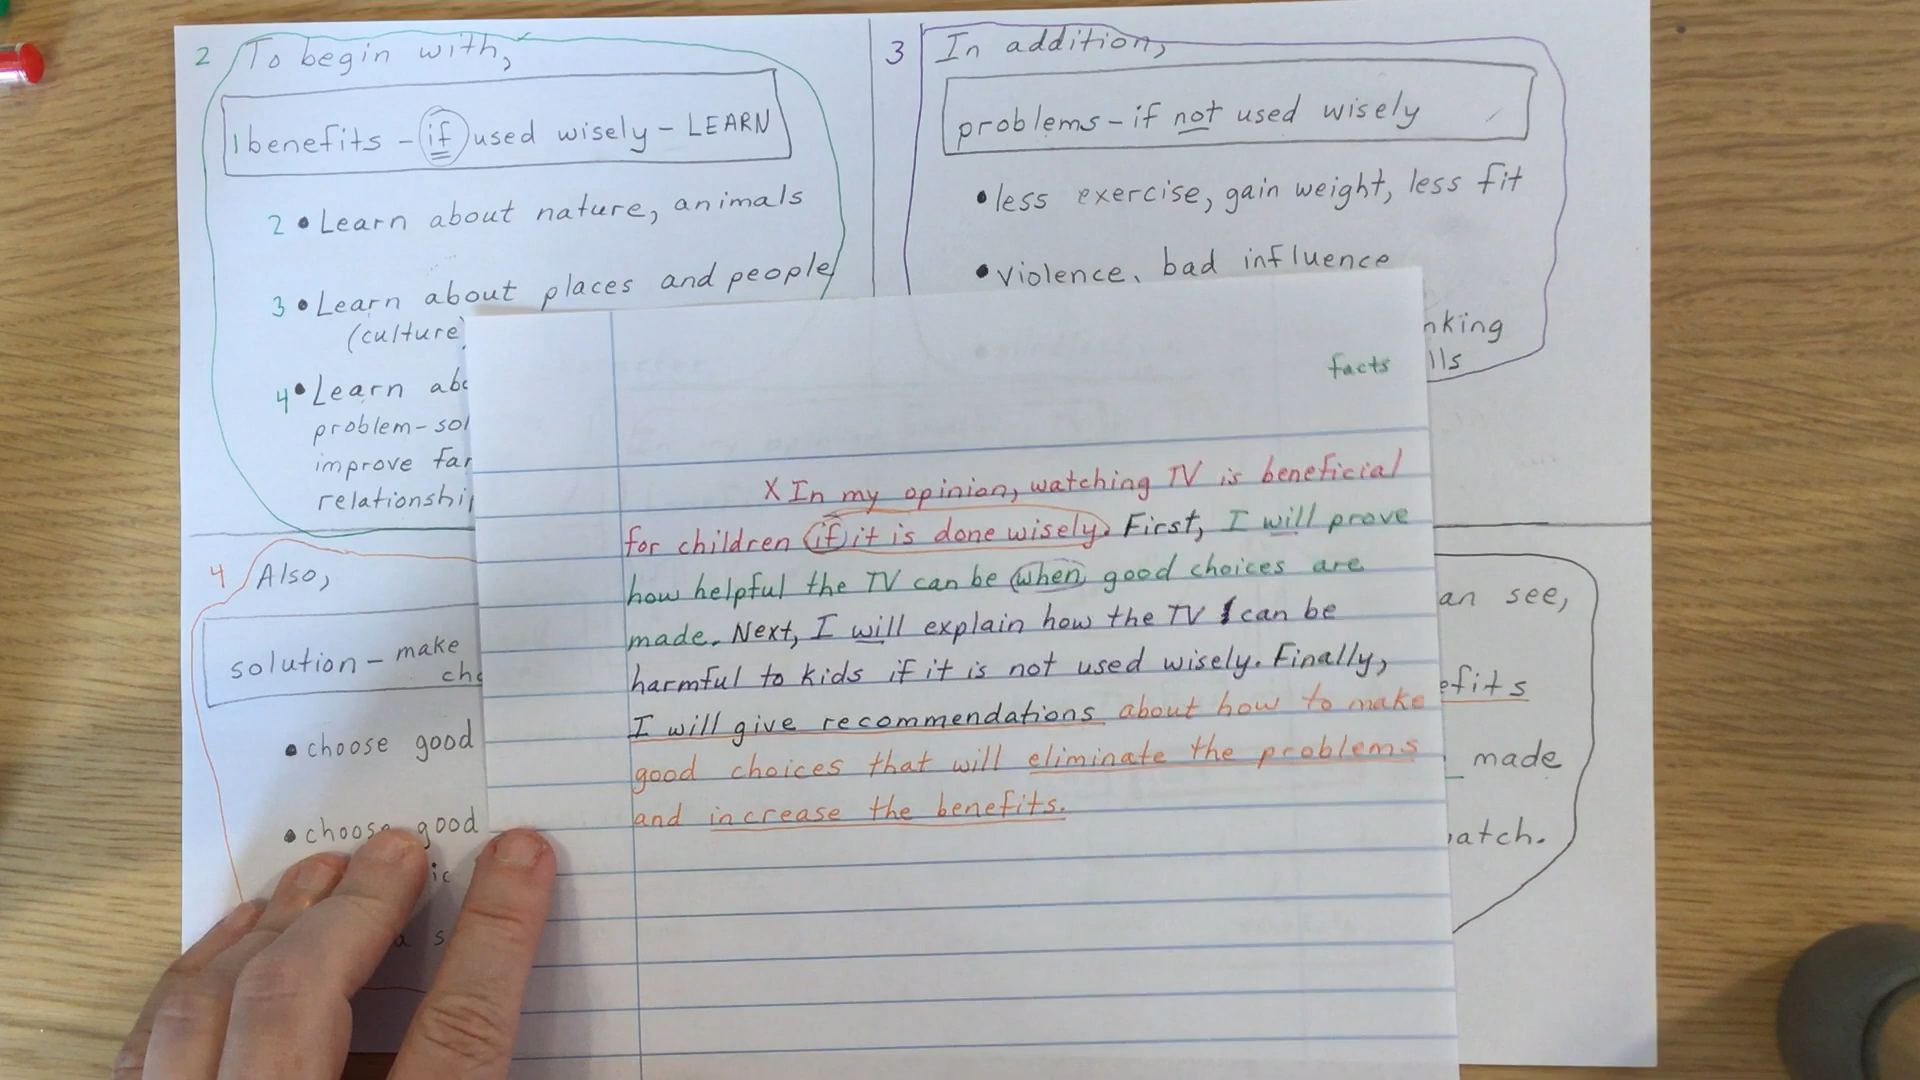 2 To begin with,
1 benefits - if used wisely - LEARN
2 • Learn about nature, animals
3 • Learn about places and people
(culture)
4 • Learn
problem-
improve
3 In addition,
problems - if not used wisely
• less exercise, gain weight, less fit
• violence, bad influence
facts
X In my opinion, watching TV is beneficial
for children if it is done wisely. First, I will prove
how helpful the TV can be when good choices are
made. Next, I will explain how the TV can be
harmful to kids if it is not used wisely. Finally,
I will give recommendations about how to make
good choices that will eliminate the problems
and increase the benefits.
4 Also,
solution - make
• choose good
• choose good
see,
made